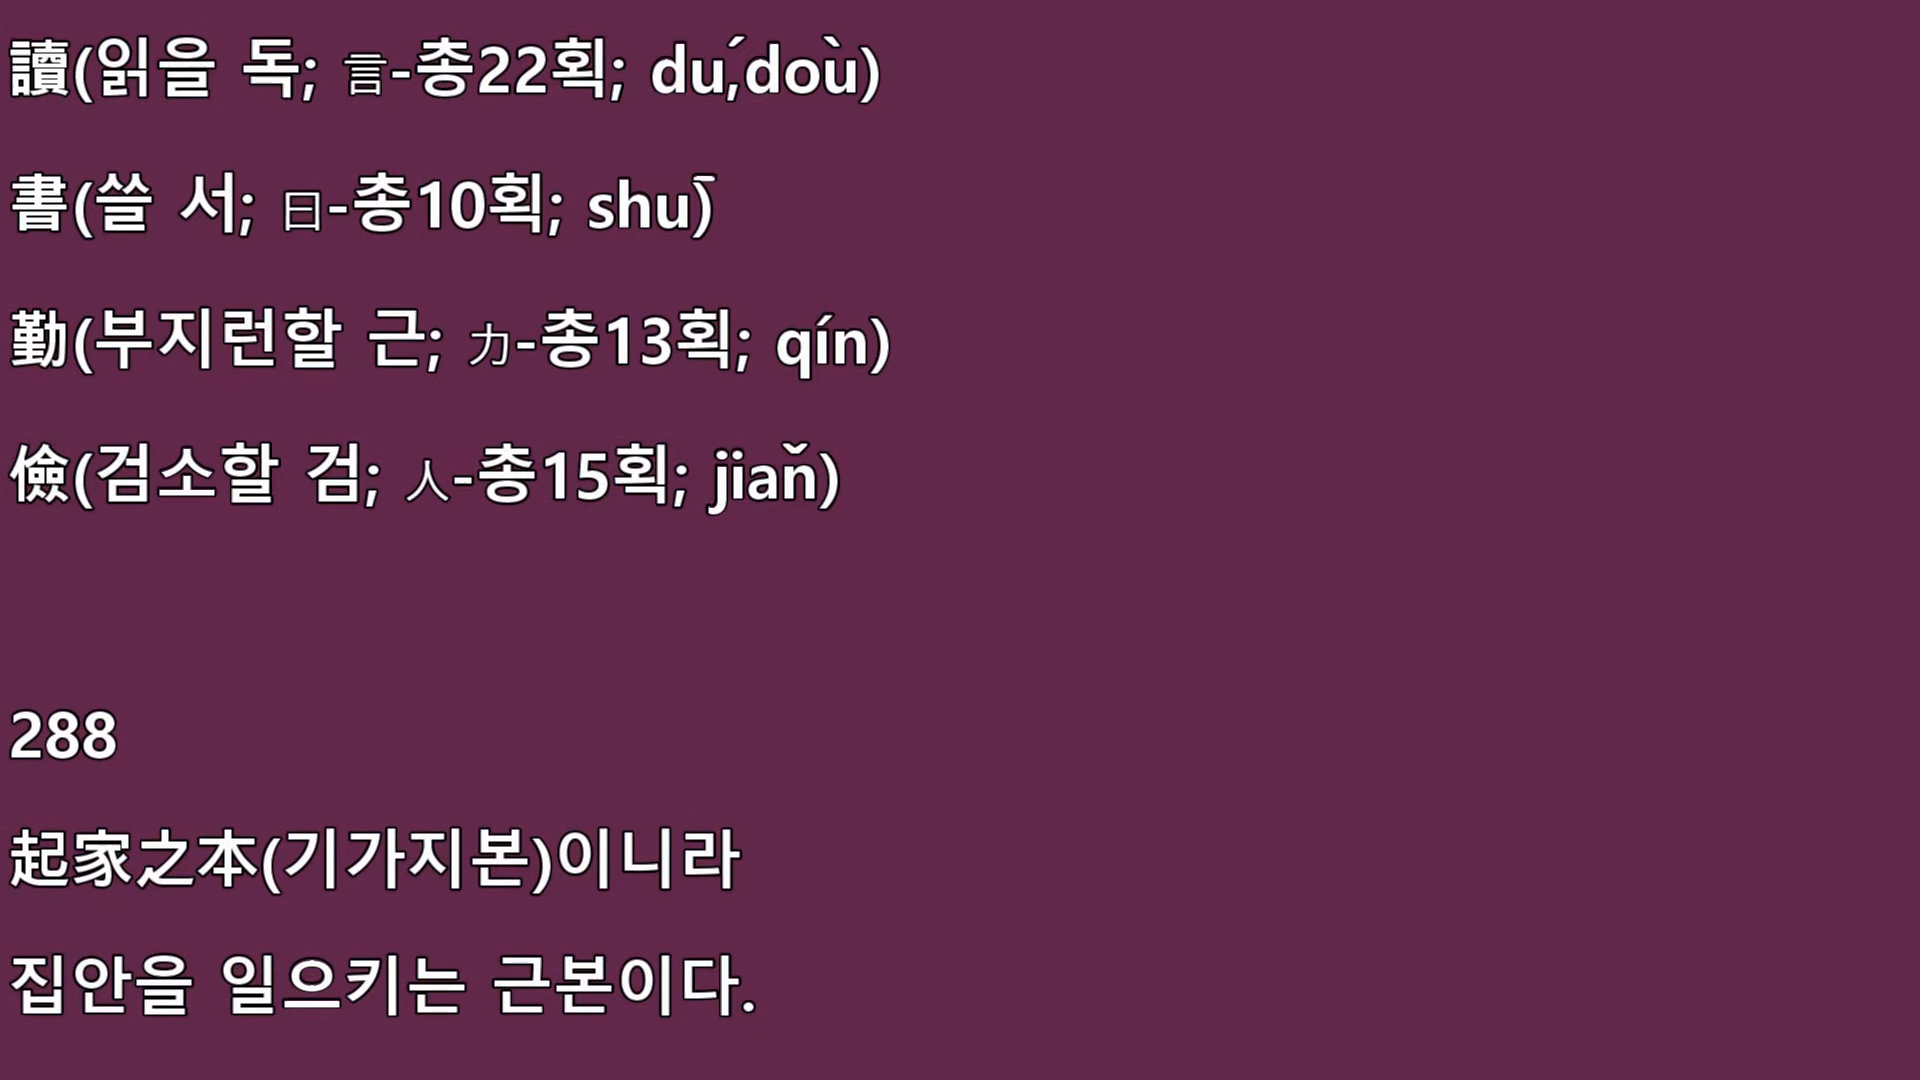 讀(읽을 독; 言-총22획; dú,doù)
書(쓸 서; 曰-총10획; shū)
勤(부지런할 근; 力-총13획; qín)
儉(검소할 검; 人-총15획; jiaň)
288
起家之本(기가지본)이니라
집안을 일으키는 근본이다.